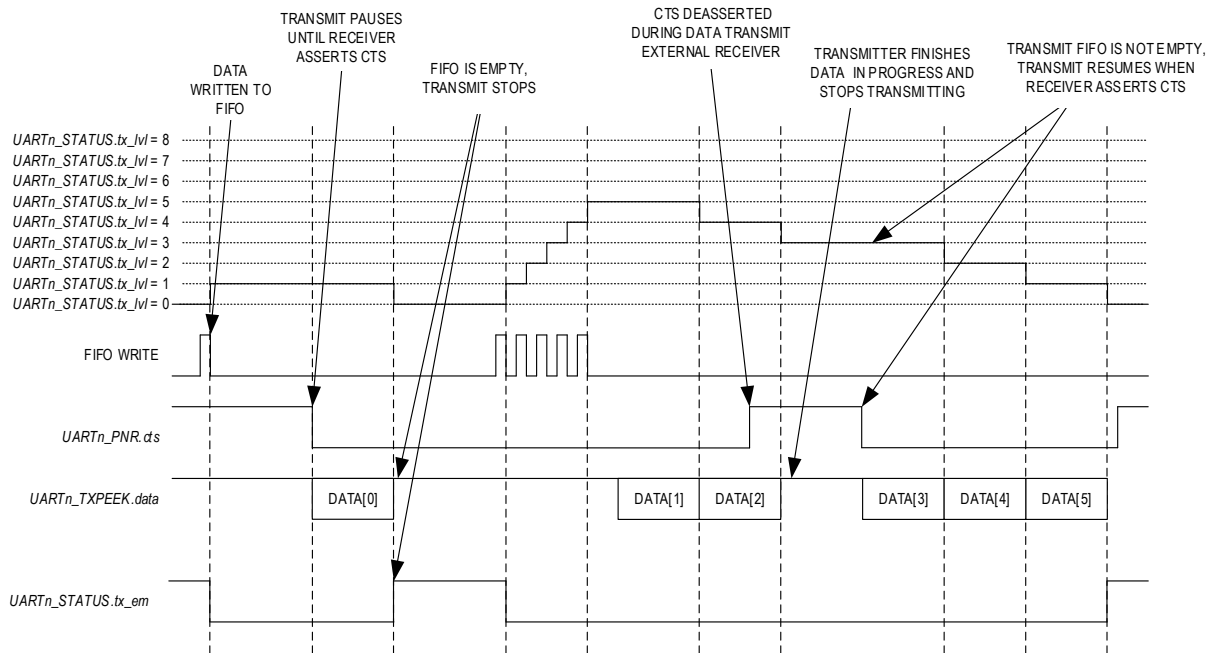 TRANSMIT PAUSES
UNTIL RECEIVER
ASSERTS CTS
CTS DEASSERTED
DURING DATA TRANSMIT
EXTERNAL RECEIVER
DATA
WRITTEN TO
FIFO
FIFO IS EMPTY,
TRANSMIT STOPS
TRANSMITTER FINISHES
DATA IN PROGRESS AND
STOPS TRANSMITTING
TRANSMIT FIFO IS NOT EMPTY,
TRANSMIT RESUMES WHEN
RECEIVER ASSERTS CTS
UARTn_STATUS.tx_lvl = 8
UARTn_STATUS.tx_lvl = 7
UARTn_STATUS.tx_lvl = 6
UARTn_STATUS.tx_lvl = 5
UARTn_STATUS.tx_lvl = 4
UARTn_STATUS.tx_lvl = 3
UARTn_STATUS.tx_lvl = 2
UARTn_STATUS.tx_lvl = 1
UARTn_STATUS.tx_lvl = 0
FIFO WRITE
UARTn_PNR.cts
UARTn_TXPEEK.data
DATA[0]
DATA[1]
DATA[2]
DATA[3]
DATA[4]
DATA[5]
UARTn_STATUS.tx_em